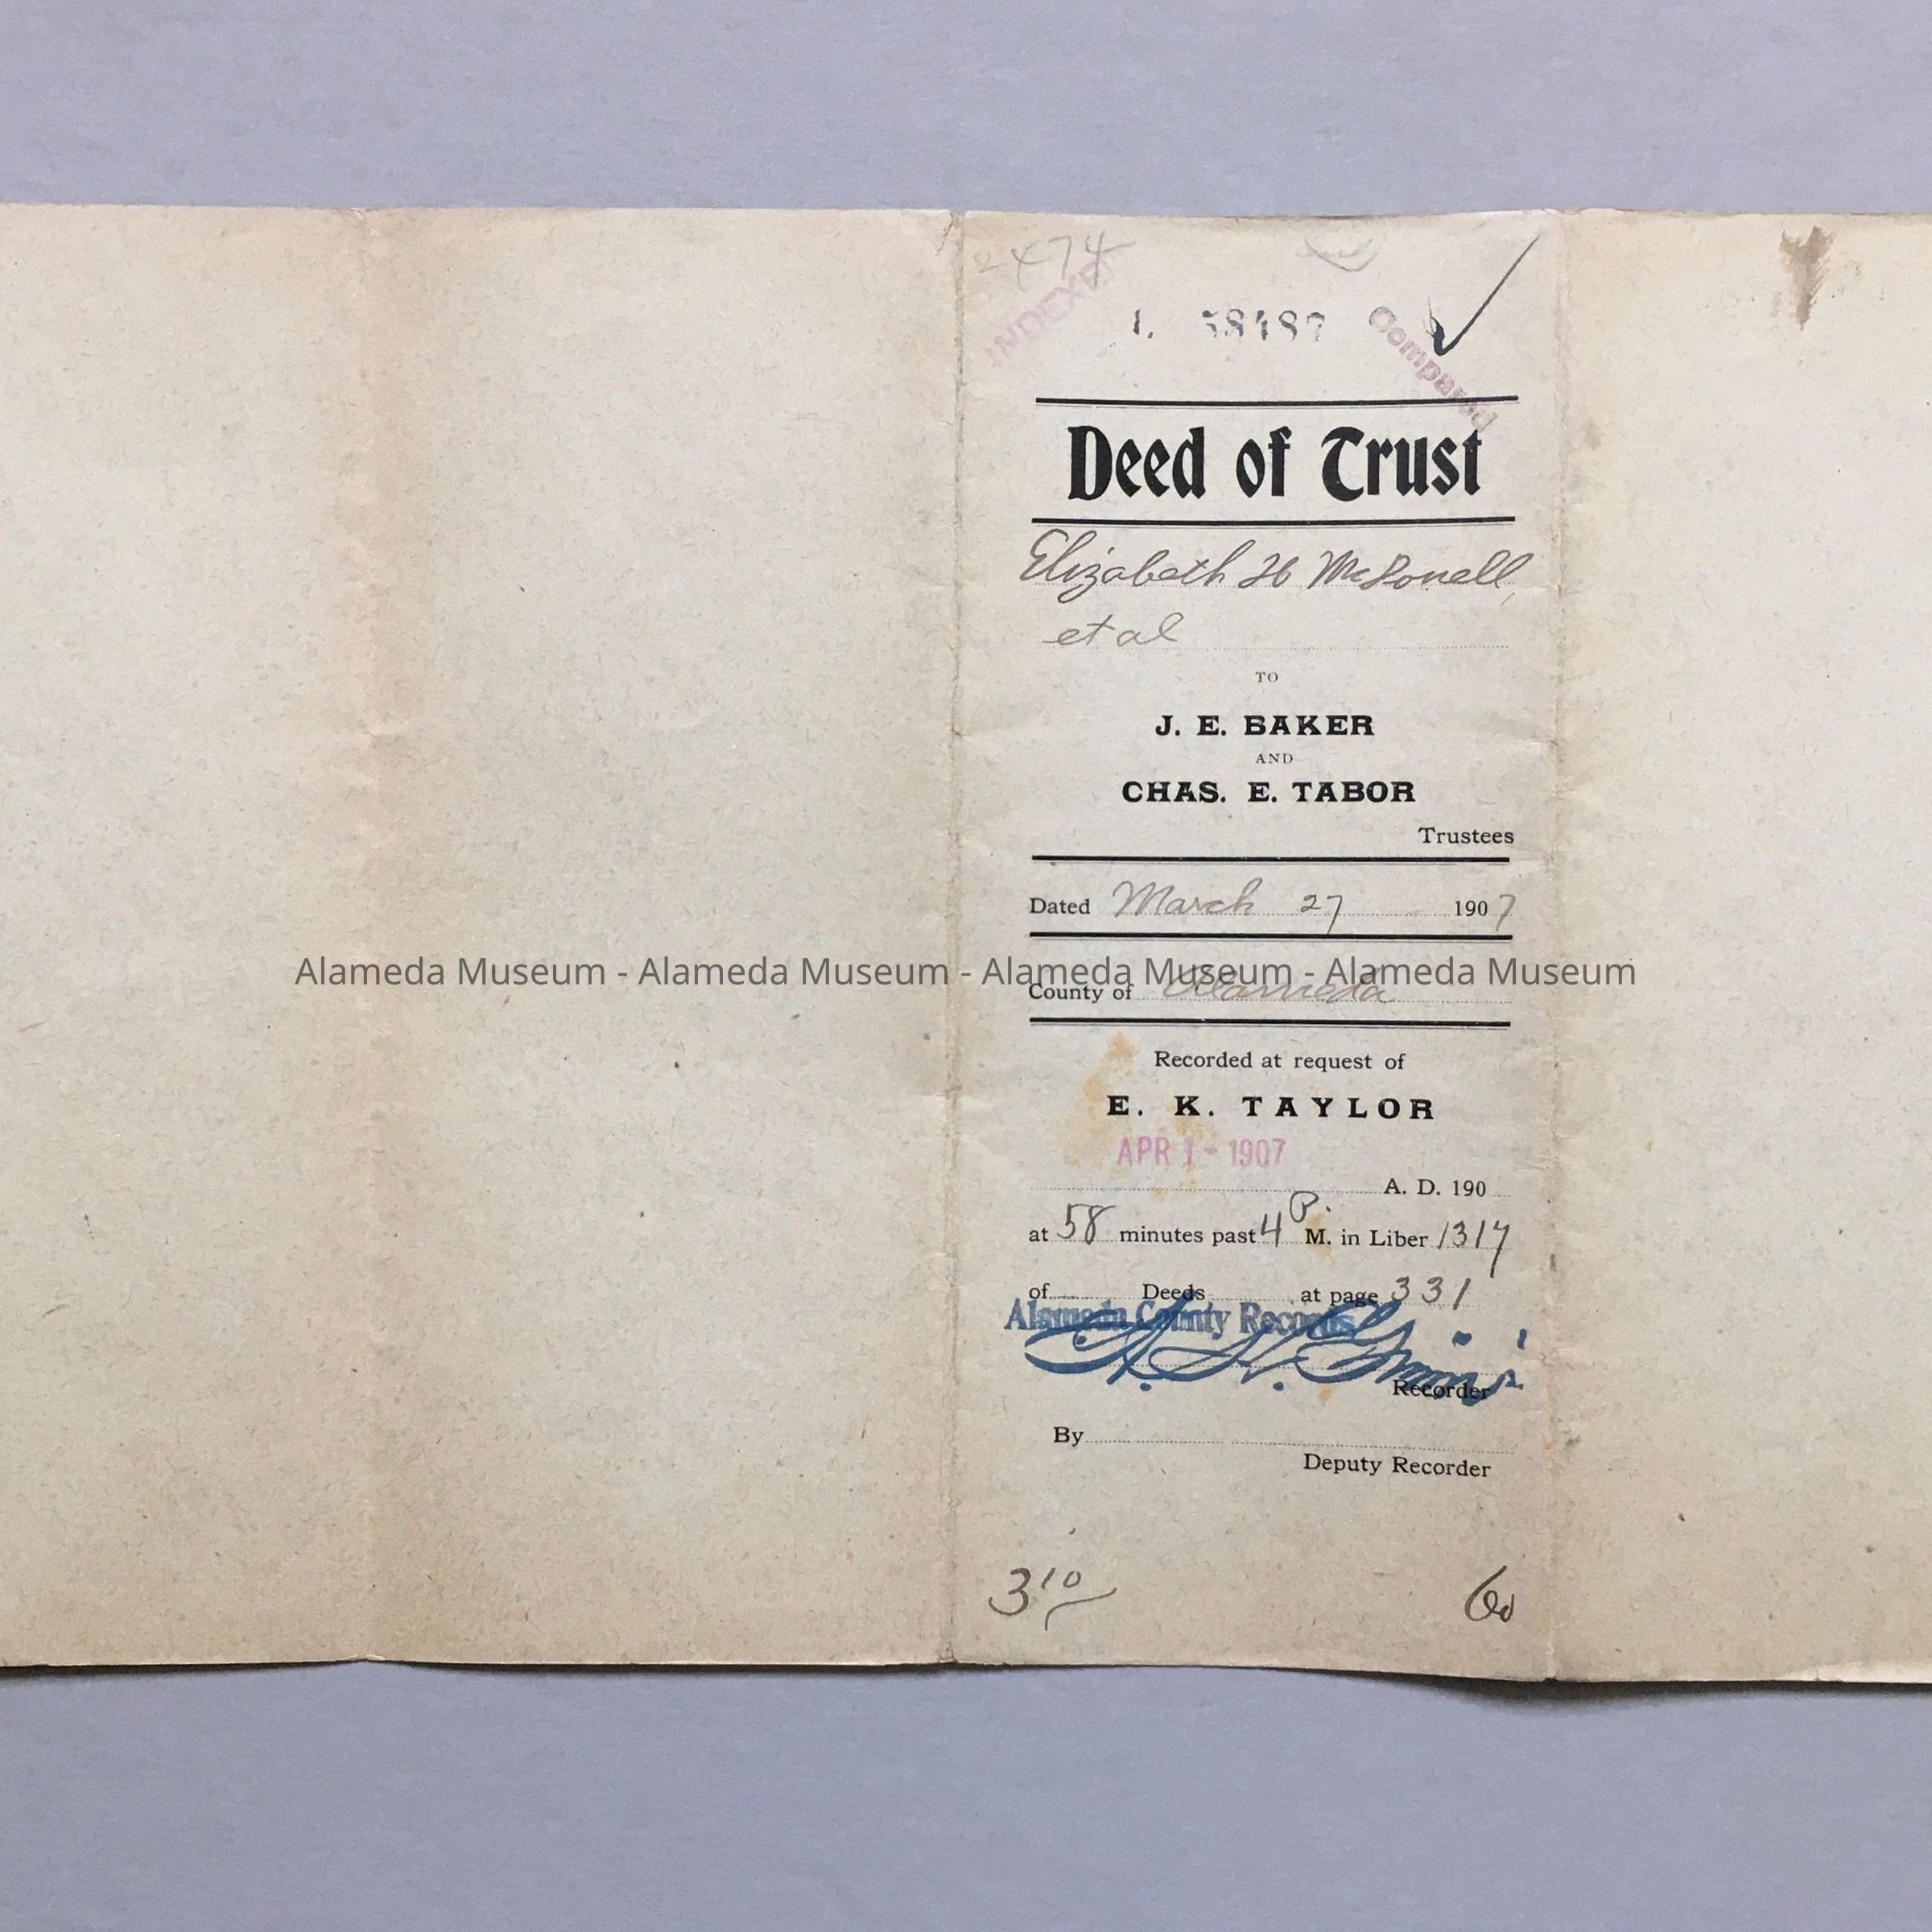 2474
INDEXED
Compared
Deed of Trust
Elizabeth H McDonell,
et al
TO
J. E. BAKER
AND
CHAS. E. TABOR
Trustees
Dated March 27 1907
Alameda Museum - Alameda Museum - Alameda Museum - Alameda Museum
County of Alameda
Recorded at request of
E. K. TAYLOR
APR 1 - 1907
A. D. 190
at 58 minutes past 4 P. M. in Liber 1317
of Deeds at page 331
Alameda County Records
Recorder
By
Deputy Recorder
3 10
60